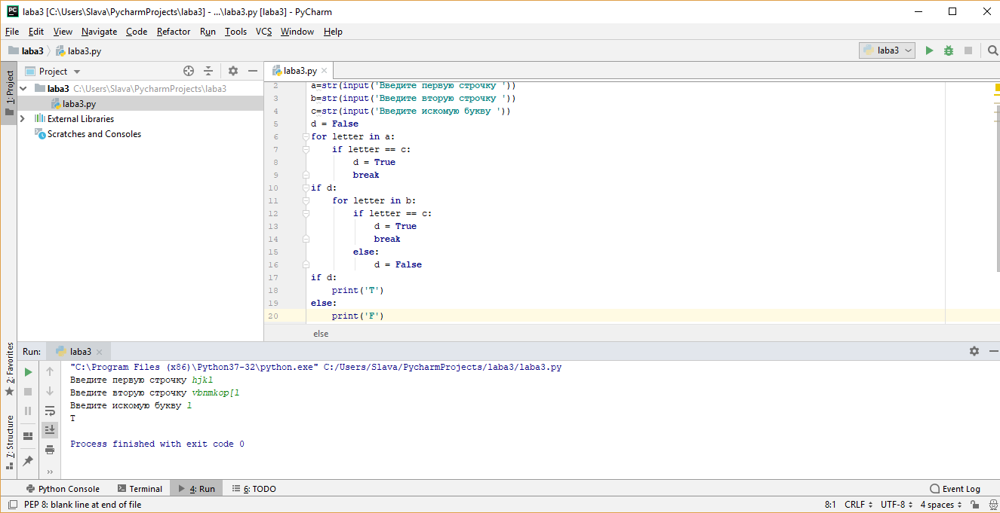 laba3 [C:\Users\Slava\PycharmProjects\laba3] - ...\laba3.py [laba3] - PyCharm
File Edit View Navigate Code Refactor Run Tools VCS Window Help
laba3 laba3.py laba3
1: Project
Project
laba3 C:\Users\Slava\PycharmProjects\laba3
laba3.py
External Libraries
Scratches and Consoles
laba3.py
2 a=str(input('Введите первую строчку '))
3 b=str(input('Введите вторую строчку '))
4 c=str(input('Введите искомую букву '))
5 d = False
6 for letter in a:
7 if letter == c:
8 d = True
9 break
10 if d:
11 for letter in b:
12 if letter == c:
13 d = True
14 break
15 else:
16 d = False
17 if d:
18 print('T')
19 else:
20 print('F')
else
2: Favorites
7: Structure
Run: laba3
"C:\Program Files (x86)\Python37-32\python.exe" C:/Users/Slava/PycharmProjects/laba3/laba3.py
Введите первую строчку hjkl
Введите вторую строчку vbnmkop[l
Введите искомую букву l
T
Process finished with exit code 0
Python Console Terminal 4: Run 6: TODO Event Log
PEP 8: blank line at end of file 8:1 CRLF UTF-8 4 spaces